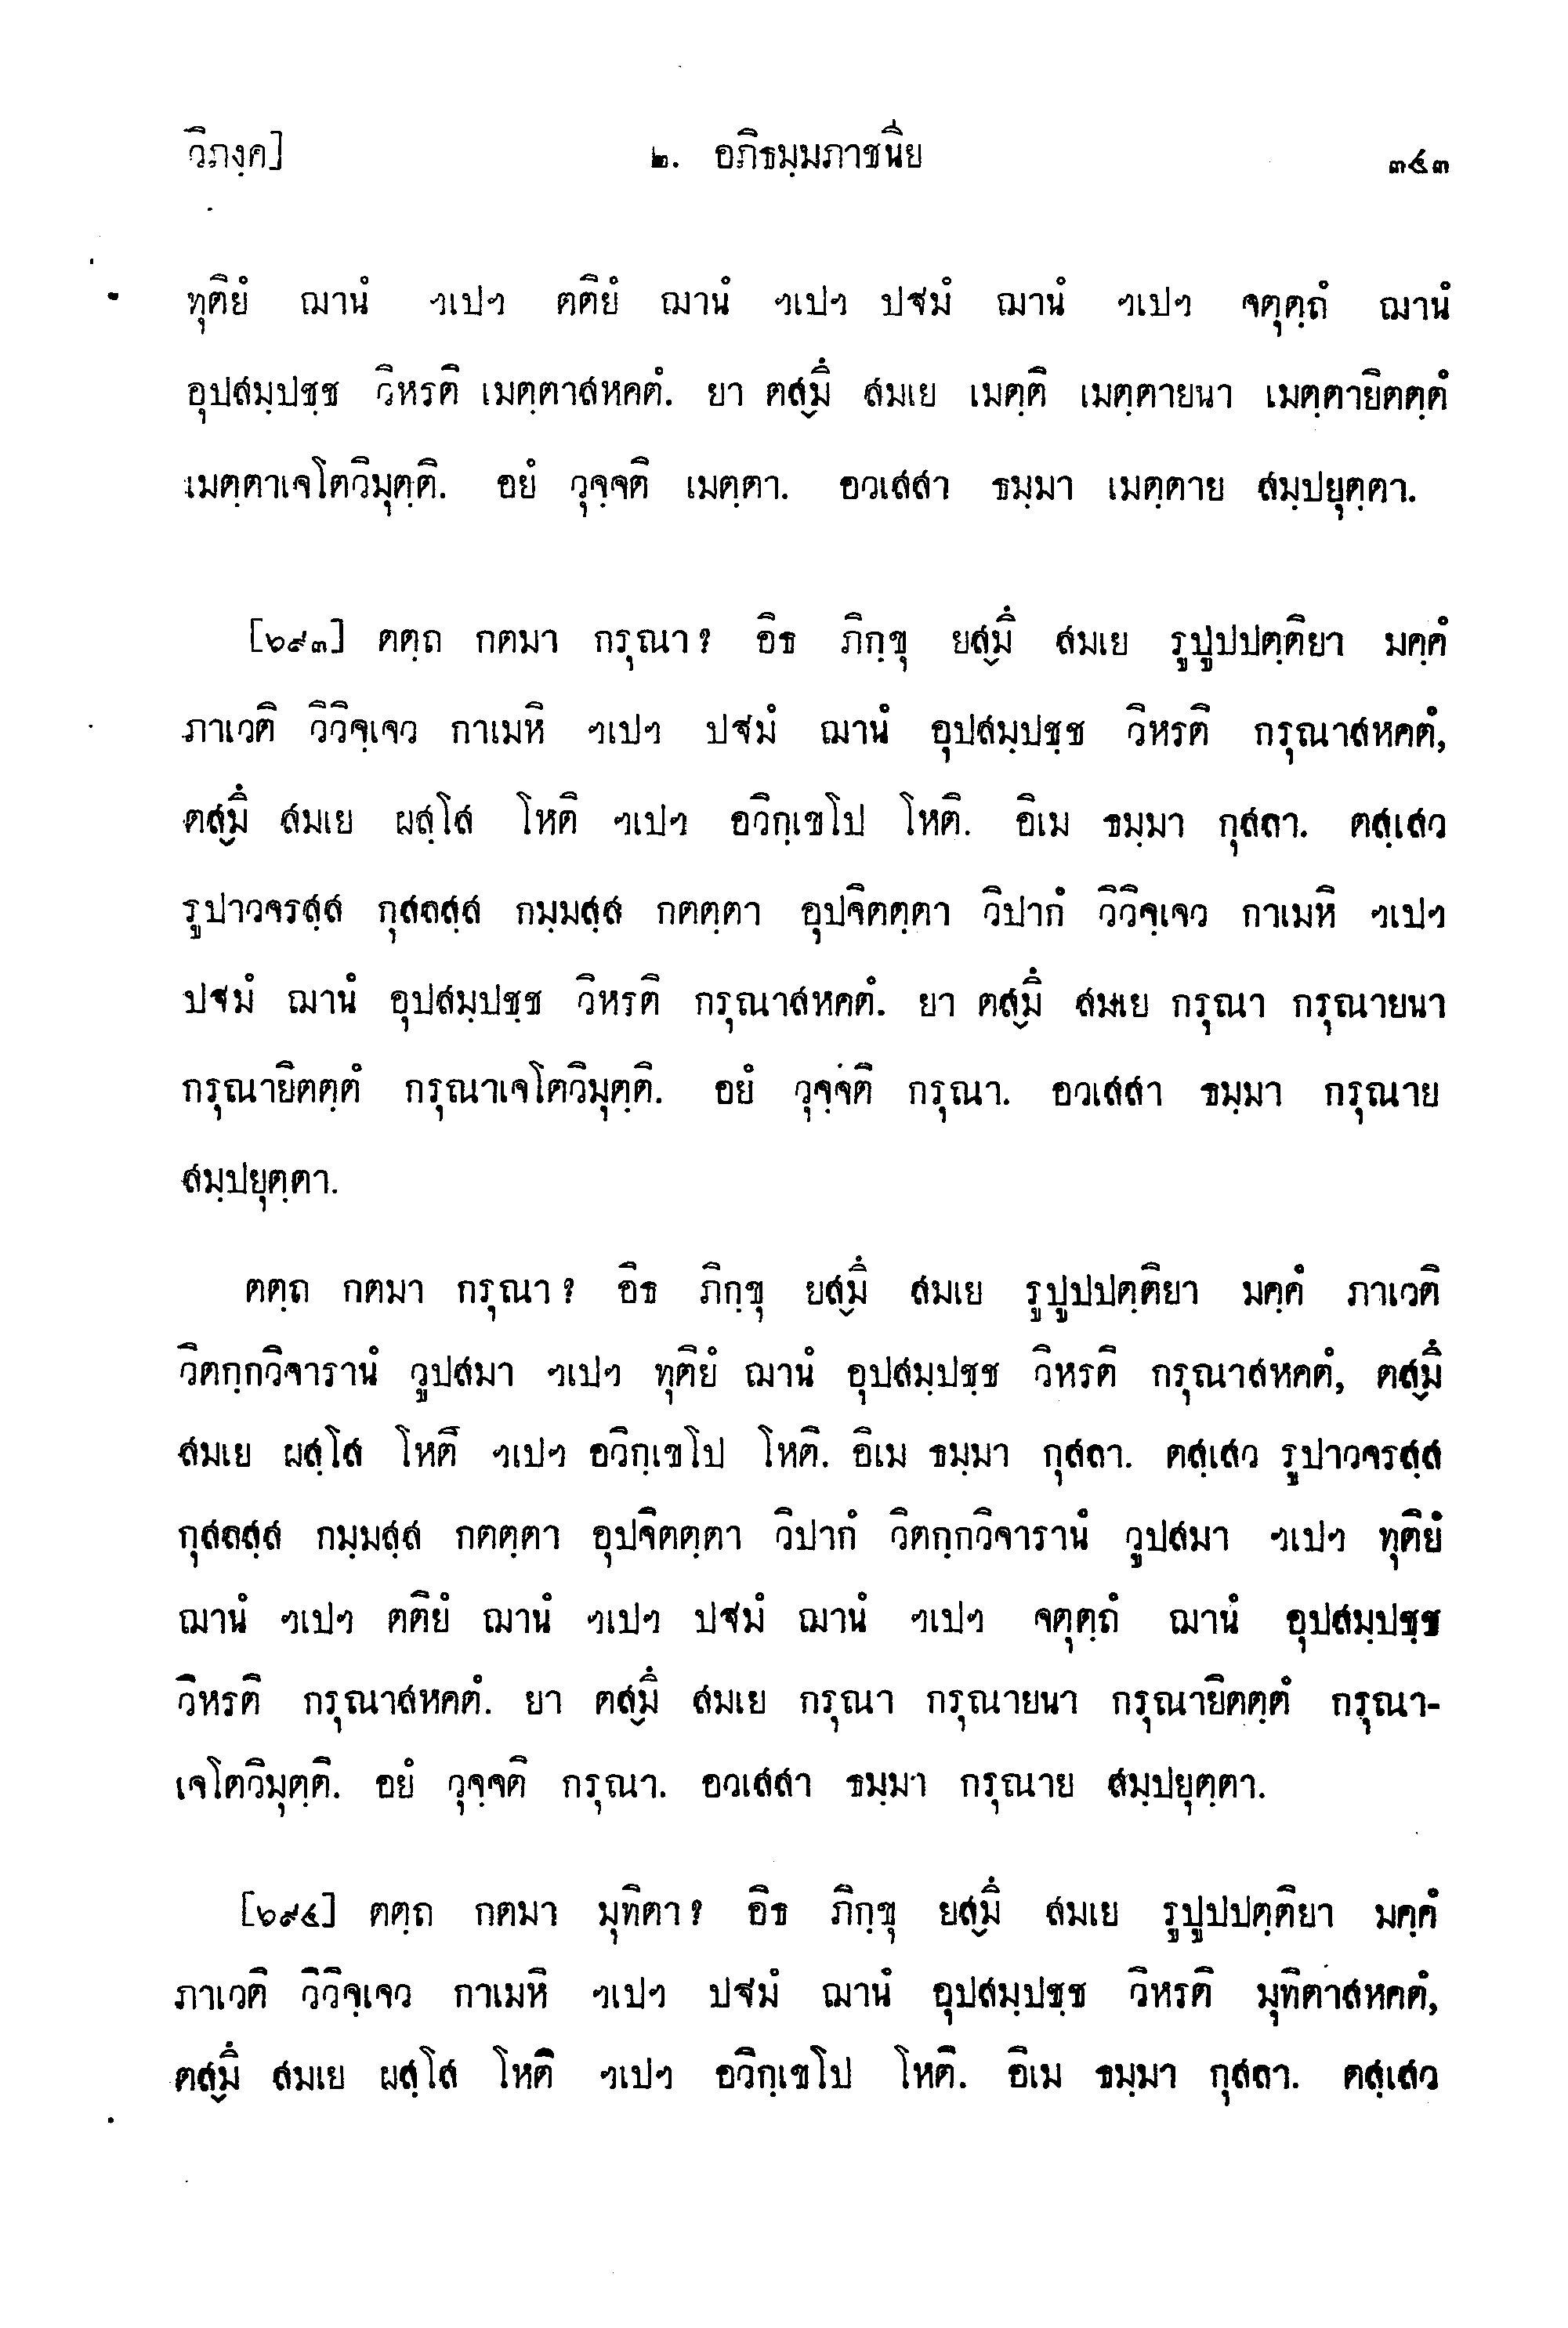 วิภงฺค] ๒. อภิธมฺมภาชนิย ๓๕๓
ทุติยํ ฌานํ ฯเปฯ ตติยํ ฌานํ ฯเปฯ ปฐมํ ฌานํ ฯเปฯ จตุตฺถํ ฌานํ
อุปสมฺปชฺช วิหรติ เมตฺตาสหคตํ. ยา ตสฺมึ สมเย เมตฺติ เมตฺตายนา เมตฺตายิตตฺตํ
เมตฺตาเจโตวิมุตฺติ. อยํ วุจฺจติ เมตฺตา. อวเสสา ธมฺมา เมตฺตาย สมฺปยุตฺตา.
[๖๙๓] ตตฺถ กตมา กรุณา? อิธ ภิกฺขุ ยสฺมึ สมเย รูปูปปตฺติยา มคฺคํ
ภาเวติ วิวิจฺเจว กาเมหิ ฯเปฯ ปฐมํ ฌานํ อุปสมฺปชฺช วิหรติ กรุณาสหคตํ,
ตสฺมึ สมเย ผสฺโส โหติ ฯเปฯ อวิกฺเขโป โหติ. อิเม ธมฺมา กุสลา. ตสฺเสว
รูปาวจรสฺส กุสลสฺส กมฺมสฺส กตตฺตา อุปจิตตฺตา วิปากํ วิวิจฺเจว กาเมหิ ฯเปฯ
ปฐมํ ฌานํ อุปสมฺปชฺช วิหรติ กรุณาสหคตํ. ยา ตสฺมึ สมเย กรุณา กรุณายนา
กรุณายิตตฺตํ กรุณาเจโตวิมุตฺติ. อยํ วุจฺจติ กรุณา. อวเสสา ธมฺมา กรุณาย
สมฺปยุตฺตา.
ตตฺถ กตมา กรุณา? อิธ ภิกฺขุ ยสฺมึ สมเย รูปูปปตฺติยา มคฺคํ ภาเวติ
วิตกฺกวิจารานํ วูปสมา ฯเปฯ ทุติยํ ฌานํ อุปสมฺปชฺช วิหรติ กรุณาสหคตํ, ตสฺมึ
สมเย ผสฺโส โหติ ฯเปฯ อวิกฺเขโป โหติ. อิเม ธมฺมา กุสลา. ตสฺเสว รูปาวจรสฺส
กุสลสฺส กมฺมสฺส กตตฺตา อุปจิตตฺตา วิปากํ วิตกฺกวิจารานํ วูปสมา ฯเปฯ ทุติยํ
ฌานํ ฯเปฯ ตติยํ ฌานํ ฯเปฯ ปฐมํ ฌานํ ฯเปฯ จตุตฺถํ ฌานํ อุปสมฺปชฺช
วิหรติ กรุณาสหคตํ. ยา ตสฺมึ สมเย กรุณา กรุณายนา กรุณายิตตฺตํ กรุณา-
เจโตวิมุตฺติ. อยํ วุจฺจติ กรุณา. อวเสสา ธมฺมา กรุณาย สมฺปยุตฺตา.
[๖๙๔] ตตฺถ กตมา มุทิตา? อิธ ภิกฺขุ ยสฺมึ สมเย รูปูปปตฺติยา มคฺคํ
ภาเวติ วิวิจฺเจว กาเมหิ ฯเปฯ ปฐมํ ฌานํ อุปสมฺปชฺช วิหรติ มุทิตาสหคตํ,
ตสฺมึ สมเย ผสฺโส โหติ ฯเปฯ อวิกฺเขโป โหติ. อิเม ธมฺมา กุสลา. ตสฺเสว